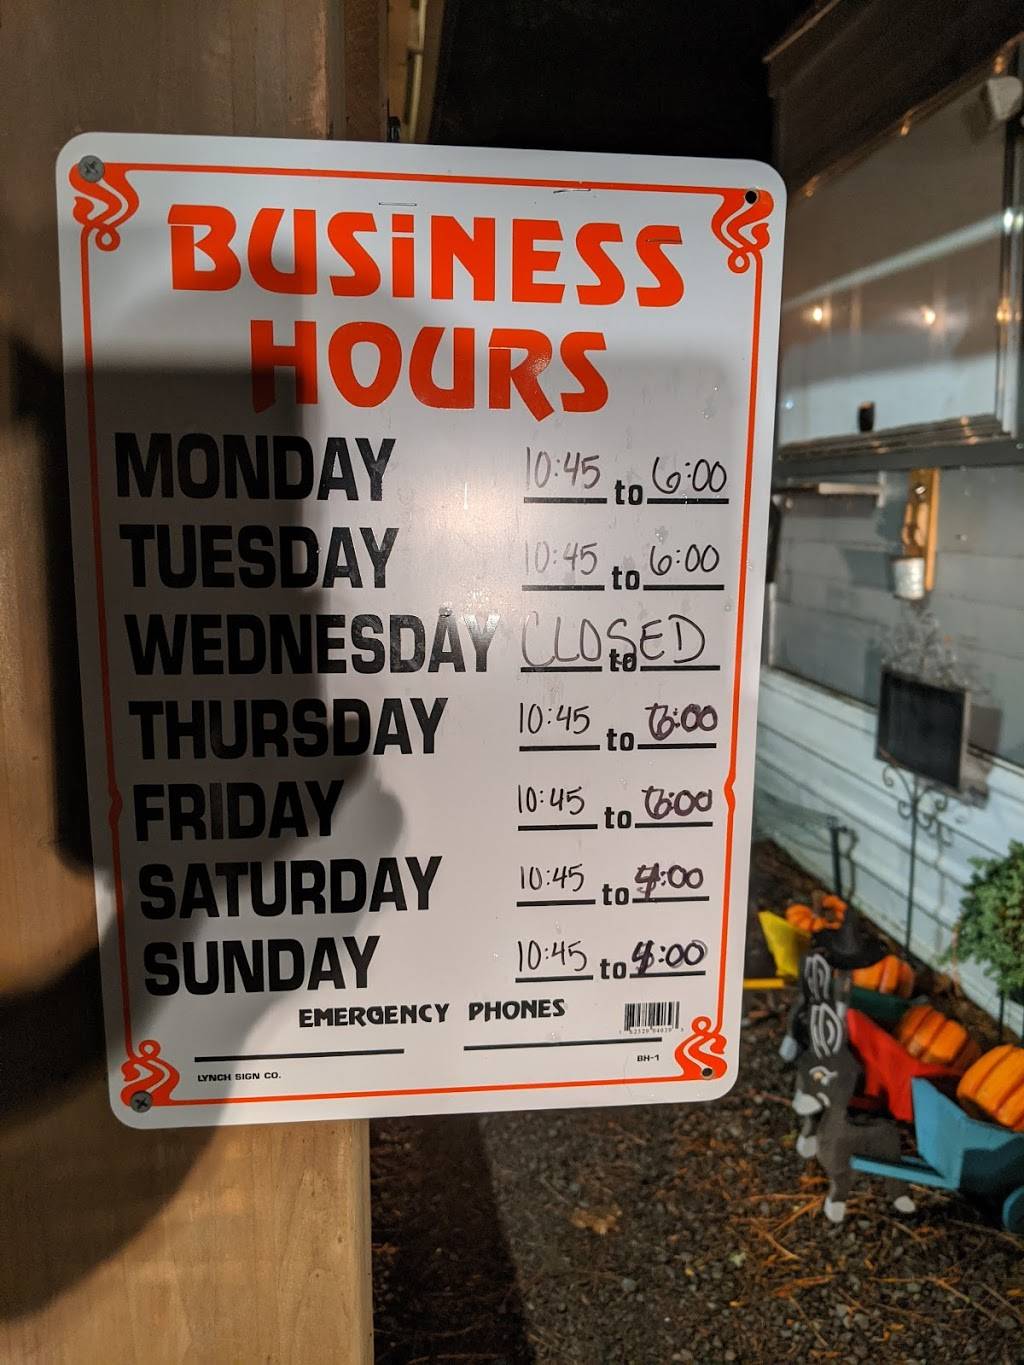 BUSiNESS
HOURS
MONDAY 10:45 to 6:00
TUESDAY 10:45 to 6:00
WEDNESDAY CLOSED to
THURSDAY 10:45 to 6:00
FRIDAY 10:45 to 6:00
SATURDAY 10:45 to 4:00
SUNDAY 10:45 to 4:00
EMERGENCY PHONES
LYNCH SIGN CO.
BH-1